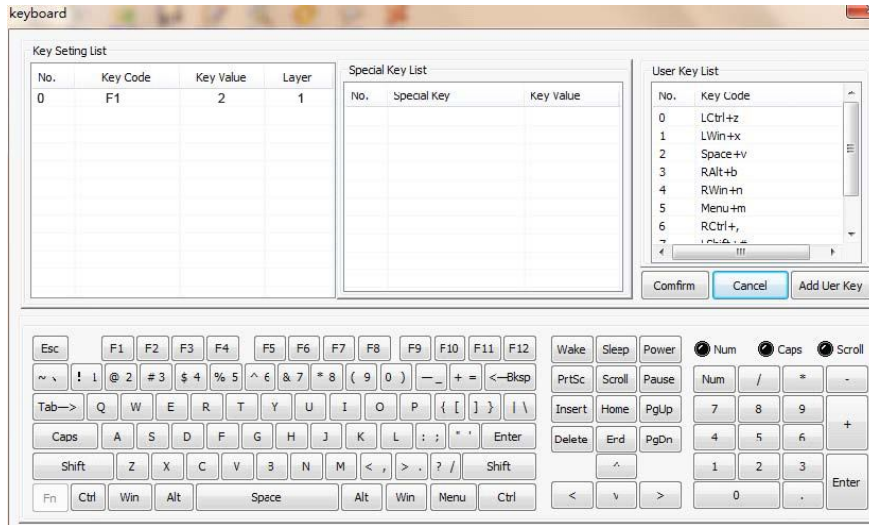 keyboard
Key Seting List
No. Key Code Key Value Layer
0 F1 2 1
Special Key List
No. Special Key Key Value
User Key List
No. Key Code
0 LCtrl+z
1 LWin+x
2 Space+v
3 RAlt+b
4 RWin+n
5 Menu+m
6 RCtrl+,
Comfirm Cancel Add Uer Key
Esc F1 F2 F3 F4 F5 F6 F7 F8 F9 F10 F11 F12 Wake Sleep Power Num Caps Scroll
~ 、 ! 1 @ 2 # 3 $ 4 % 5 ^ 6 & 7 * 8 ( 9 0 ) —_ + = <—Bksp PrtSc Scroll Pause Num / * -
Tab—> Q W E R T Y U I O P { [ ] } | \ Insert Home PgUp 7 8 9 +
Caps A S D F G H J K L : ; " ' Enter Delete End PgDn 4 5 6
Shift Z X C V B N M < , > . ? / Shift ^ 1 2 3 Enter
Fn Ctrl Win Alt Space Alt Win Menu Ctrl < v > 0 .